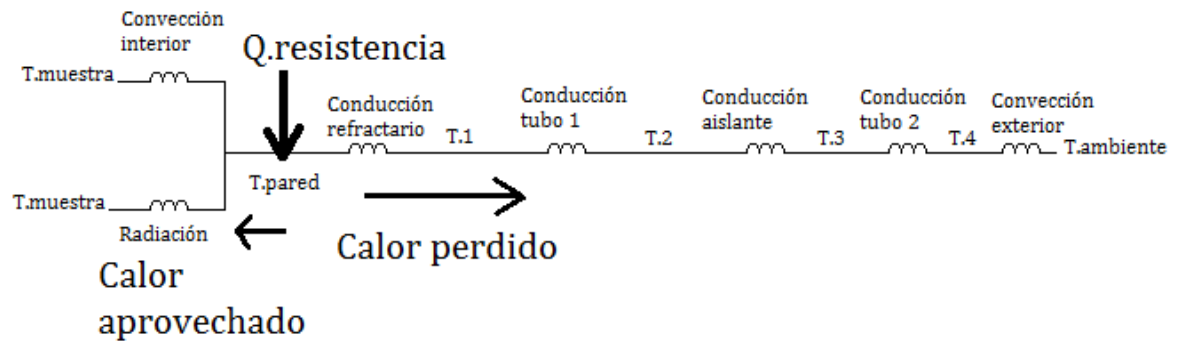 Convección
interior
Q.resistencia
T.muestra
Conducción
refractario
T.1
Conducción
tubo 1
T.2
Conducción
aislante
T.3
Conducción
tubo 2
T.4
Convección
exterior
T.ambiente
T.pared
T.muestra
Radiación
Calor perdido
Calor
aprovechado